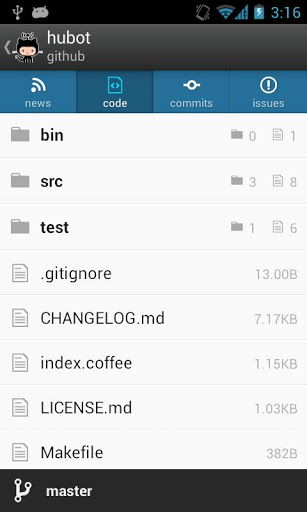 3:16
hubot
github
news code commits issues
bin 0 1
src 3 8
test 1 6
.gitignore 13.00B
CHANGELOG.md 7.17KB
index.coffee 1.15KB
LICENSE.md 1.03KB
Makefile 382B
master